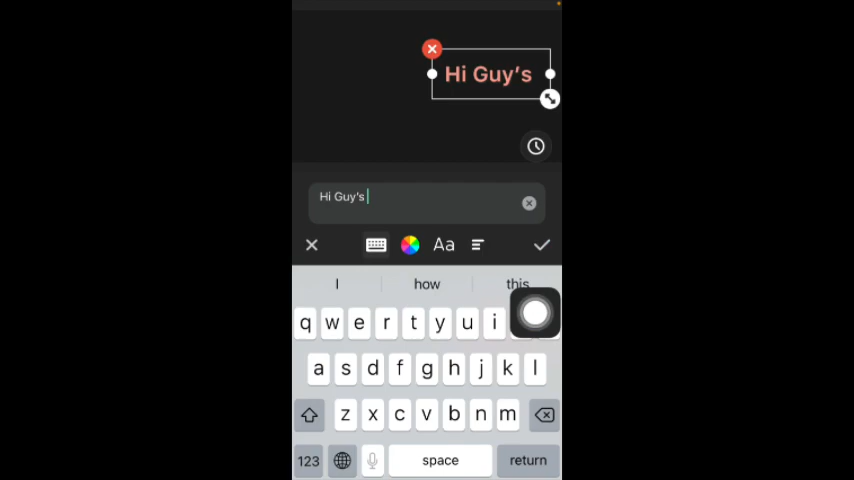 Hi Guy's
Hi Guy's
Aa
I how this
q w e r t y u i
a s d f g h j k l
z x c v b n m
123 space return